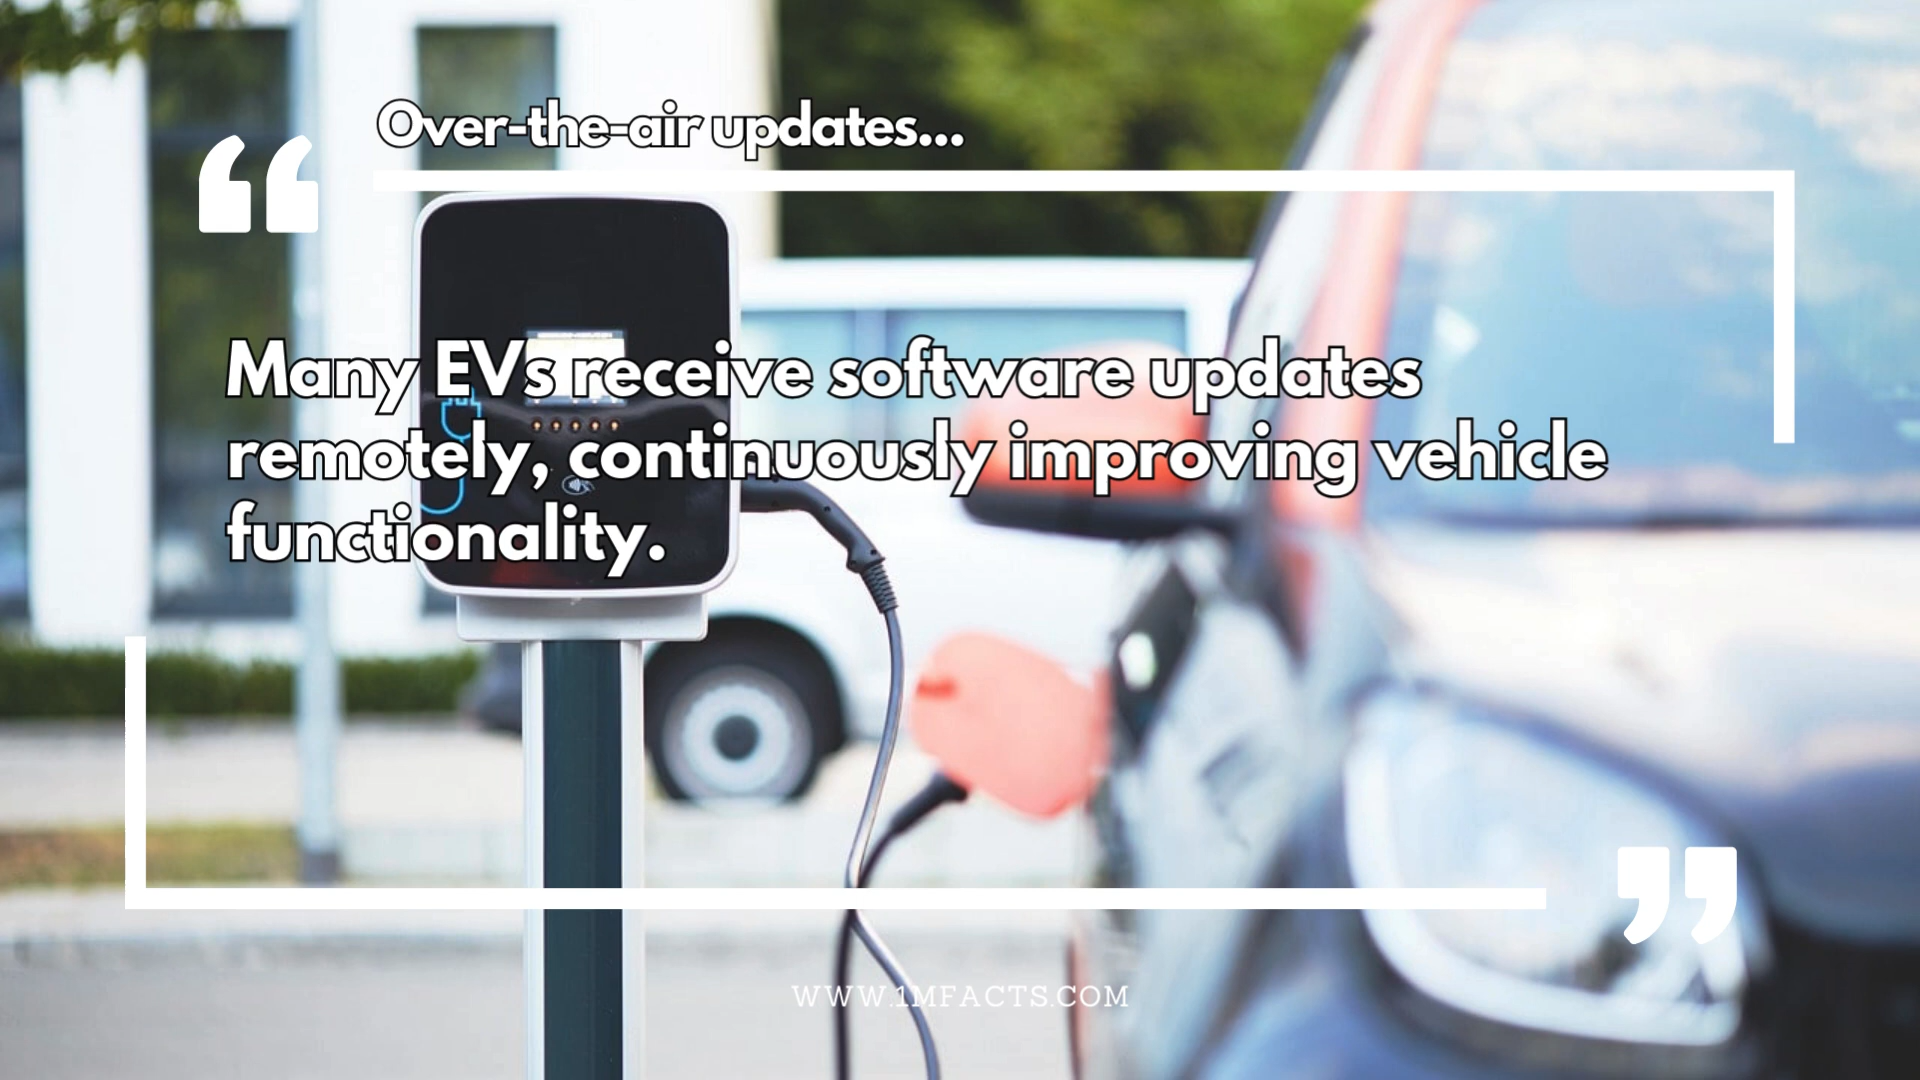 Over-the-air updates...
Many EVs receive software updates
remotely, continuously improving vehicle
functionality.
WWW.1MFACTS.COM